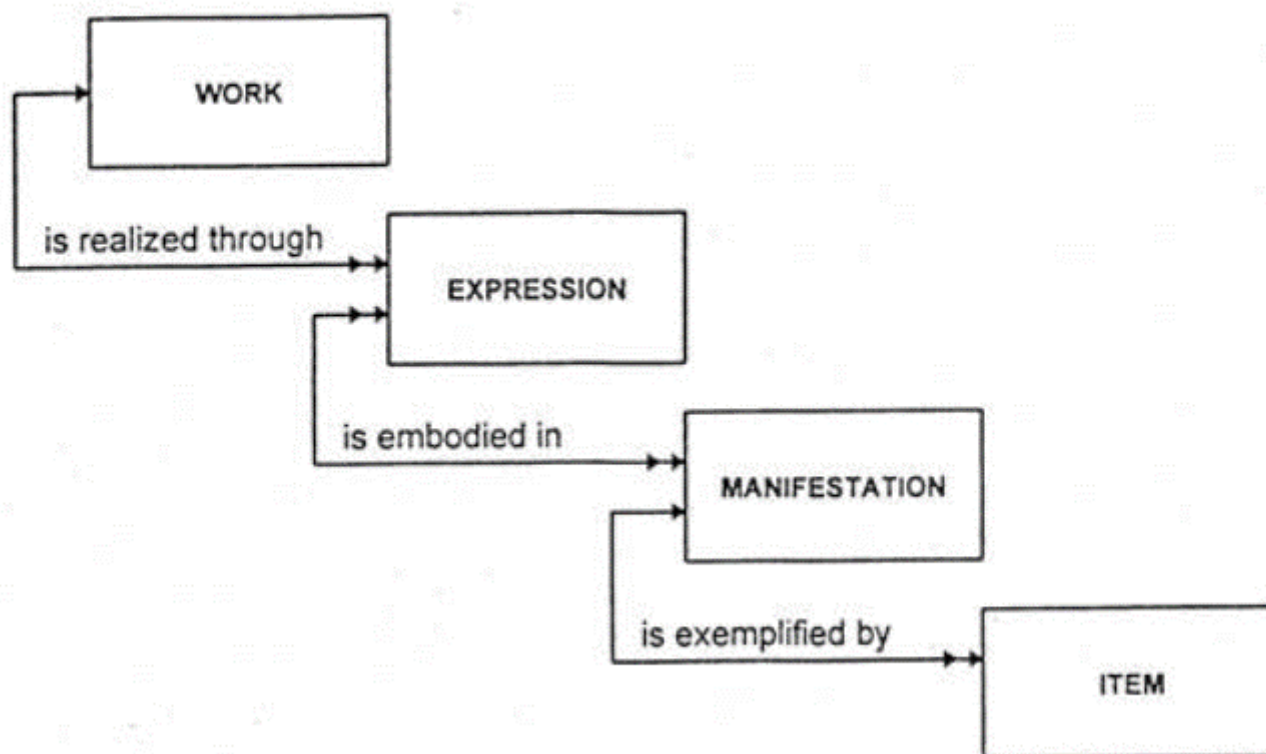 WORK
is realized through
EXPRESSION
is embodied in
MANIFESTATION
is exemplified by
ITEM